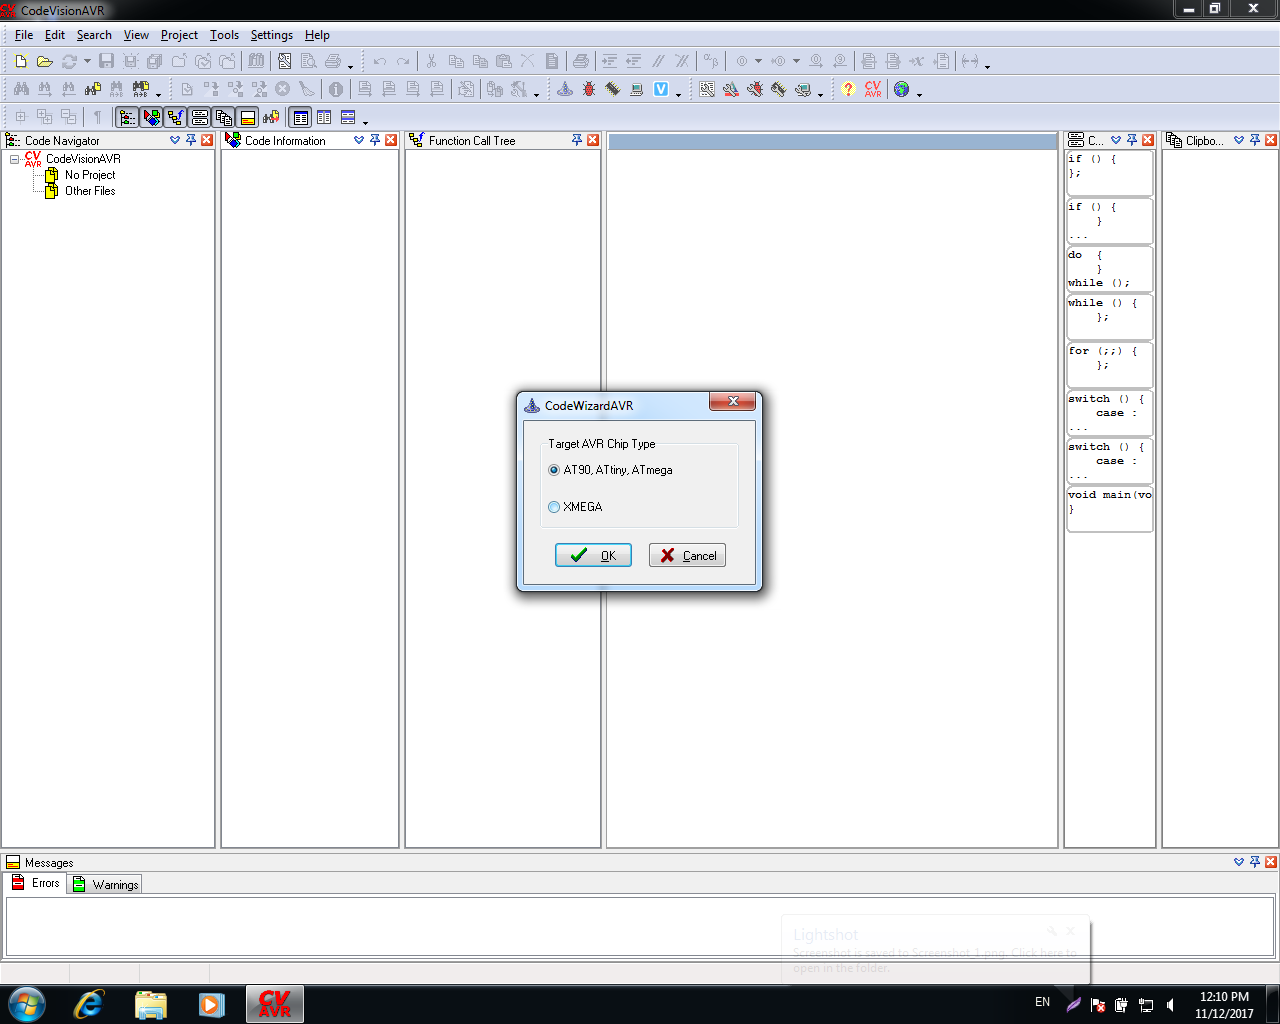 CodeVisionAVR
File Edit Search View Project Tools Settings Help
Code Navigator
CodeVisionAVR
No Project
Other Files
Code Information
Function Call Tree
C...
if () {
};
if () {
}
...
do {
}
while ();
while () {
};
for (;;) {
};
switch () {
case :
...
switch () {
case :
...
void main(vo
}
Clipbo...
CodeWizardAVR
Target AVR Chip Type
AT90, ATtiny, ATmega
XMEGA
OK
Cancel
Messages
Errors
Warnings
Lightshot
Screenshot is saved to Screenshot_1.png. Click here to
open in the folder.
CV
AVR
EN
12:10 PM
11/12/2017